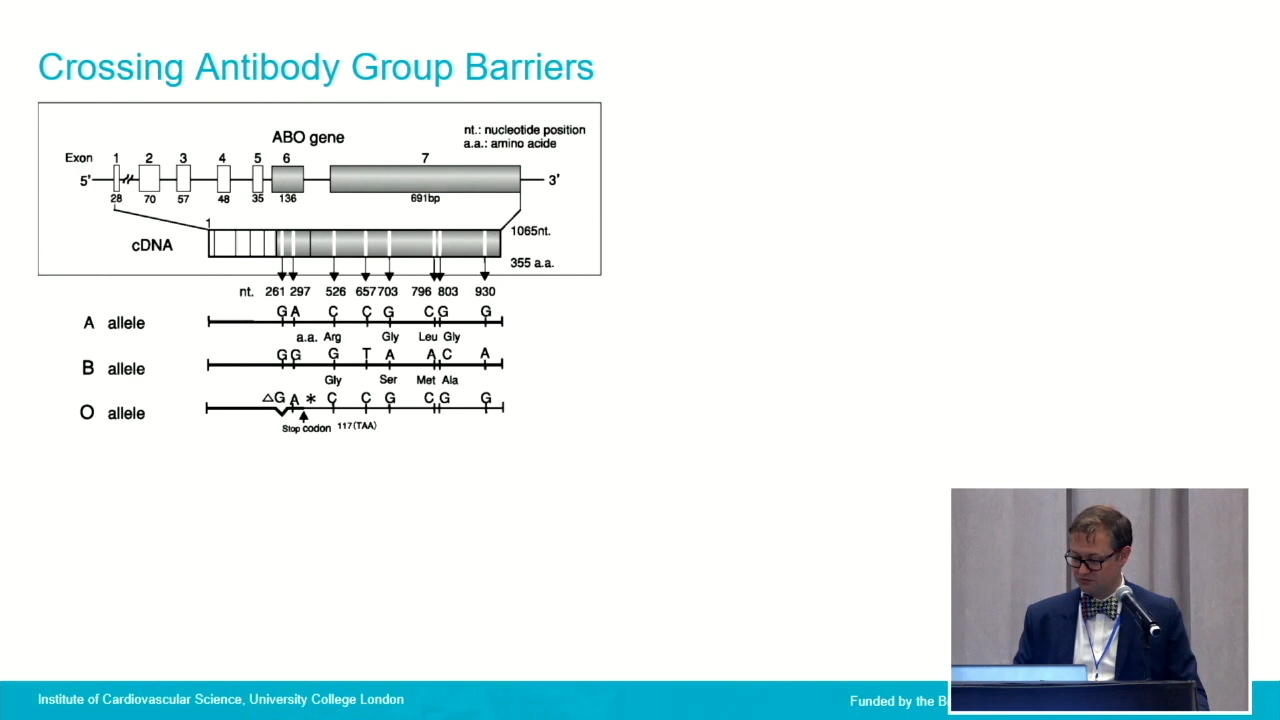 Crossing Antibody Group Barriers
ABO gene
nt.: nucleotide position
a.a.: amino acide
Exon 1 2 3 4 5 6 7
5’ 3’
28 70 57 48 35 136 691bp
1
cDNA
1065nt.
355 a.a.
nt. 261 297 526 657 703 796 803 930
A allele G A C C G C G G
a.a. Arg Gly Leu Gly
B allele G G G T A A C A
Gly Ser Met Ala
O allele △G A * C C G C G G
Stop codon 117(TAA)
Institute of Cardiovascular Science, University College London
Funded by the